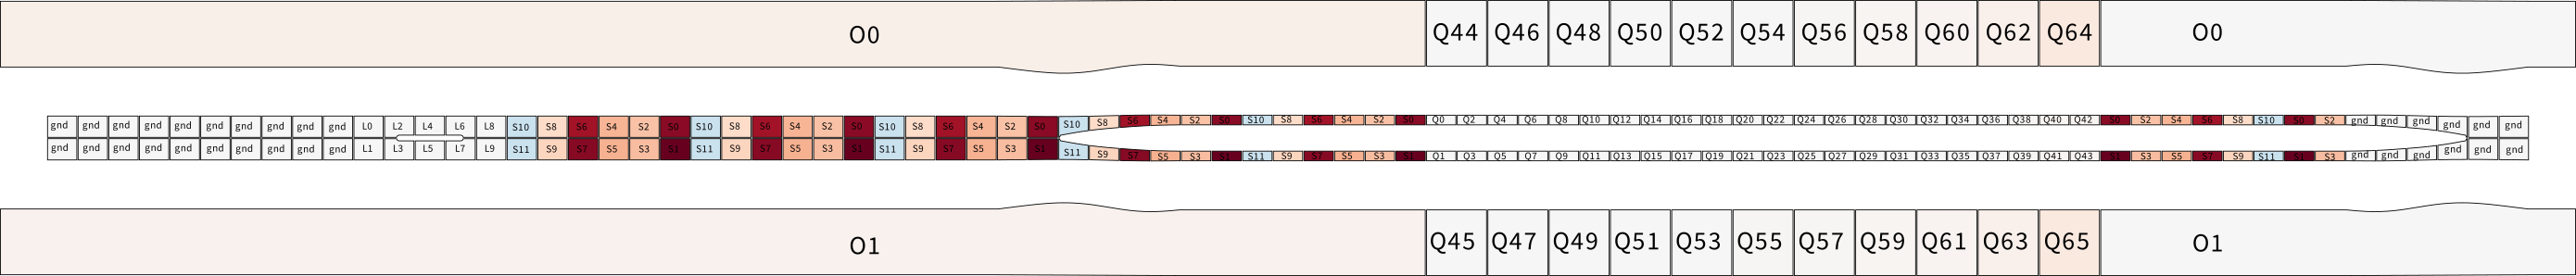 O0 Q44 Q46 Q48 Q50 Q52 Q54 Q56 Q58 Q60 Q62 Q64 O0
gnd gnd gnd gnd gnd gnd gnd gnd gnd gnd L0 L2 L4 L6 L8 S10 S8 S6 S4 S2 S0 S10 S8 S6 S4 S2 S0 S10 S8 S6 S4 S2 S0 S10 S8 S6 S4 S2 S0 S10 S8 S6 S4 S2 S0 Q0 Q2 Q4 Q6 Q8 Q10 Q12 Q14 Q16 Q18 Q20 Q22 Q24 Q26 Q28 Q30 Q32 Q34 Q36 Q38 Q40 Q42 S0 S2 S4 S6 S8 S10 S0 S2 gnd gnd gnd gnd gnd gnd
gnd gnd gnd gnd gnd gnd gnd gnd gnd gnd L1 L3 L5 L7 L9 S11 S9 S7 S5 S3 S1 S11 S9 S7 S5 S3 S1 S11 S9 S7 S5 S3 S1 S11 S9 S7 S5 S3 S1 S11 S9 S7 S5 S3 S1 Q1 Q3 Q5 Q7 Q9 Q11 Q13 Q15 Q17 Q19 Q21 Q23 Q25 Q27 Q29 Q31 Q33 Q35 Q37 Q39 Q41 Q43 S1 S3 S5 S7 S9 S11 S1 S3 gnd gnd gnd gnd gnd gnd
O1 Q45 Q47 Q49 Q51 Q53 Q55 Q57 Q59 Q61 Q63 Q65 O1